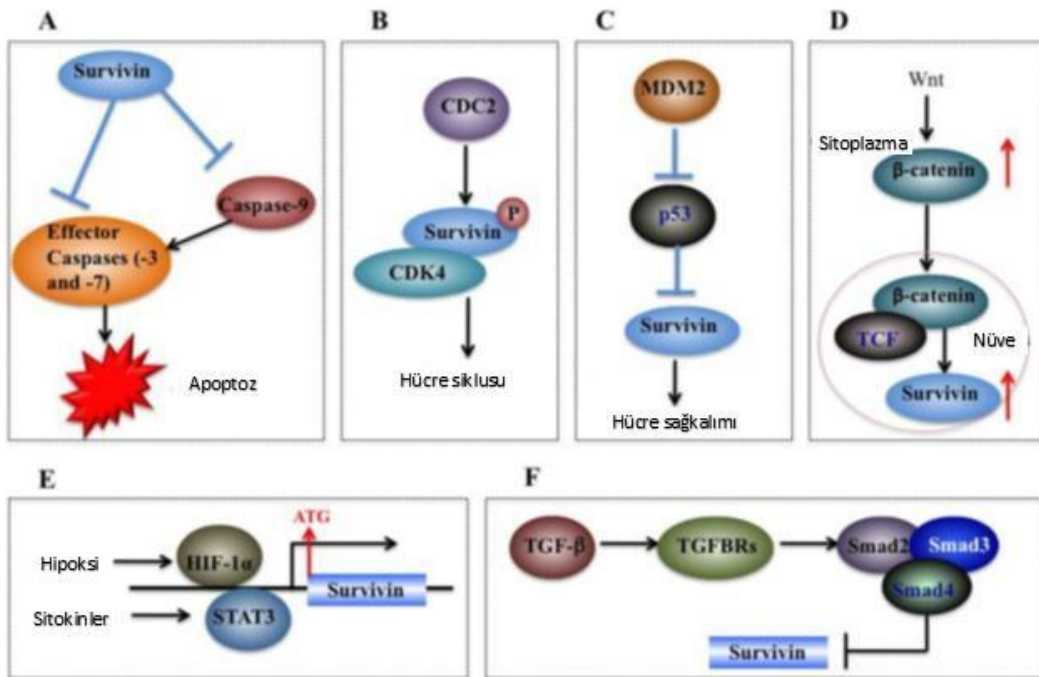 A
Survivin
Caspase-9
Effector
Caspases (-3
and -7)
Apoptoz
B
CDC2
P
Survivin
CDK4
Hücre siklusu
C
MDM2
p53
Survivin
Hücre sağkalımı
D
Wnt
Sitoplazma
β-catenin
β-catenin
TCF
Nüve
Survivin
E
ATG
Hipoksi
HIF-1α
Survivin
Sitokinler
STAT3
F
TGF-β
TGFBRs
Smad2
Smad3
Smad4
Survivin